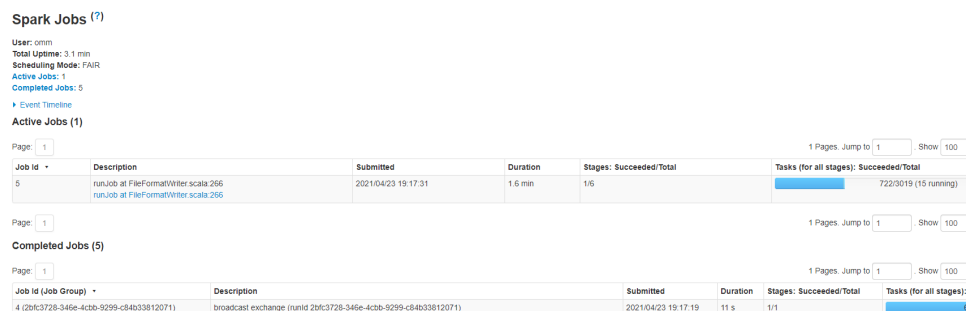 Spark Jobs (?)
User: omm
Total Uptime: 3.1 min
Scheduling Mode: FAIR
Active Jobs: 1
Completed Jobs: 5
Event Timeline
Active Jobs (1)
Page: 1 1 Pages. Jump to 1 . Show 100
Job Id Description Submitted Duration Stages: Succeeded/Total Tasks (for all stages): Succeeded/Total
5 runJob at FileFormatWriter.scala:266 2021/04/23 19:17:31 1.6 min 1/6 722/3019 (15 running)
runJob at FileFormatWriter.scala:266
Page: 1 1 Pages. Jump to 1 . Show 100
Completed Jobs (5)
Page: 1 1 Pages. Jump to 1 . Show 100
Job Id (Job Group) Description Submitted Duration Stages: Succeeded/Total Tasks (for all stages):
4 (2bfc3728-346e-4cbb-9299-c84b33812071) broadcast exchange (runId 2bfc3728-346e-4cbb-9299-c84b33812071) 2021/04/23 19:17:19 11 s 1/1